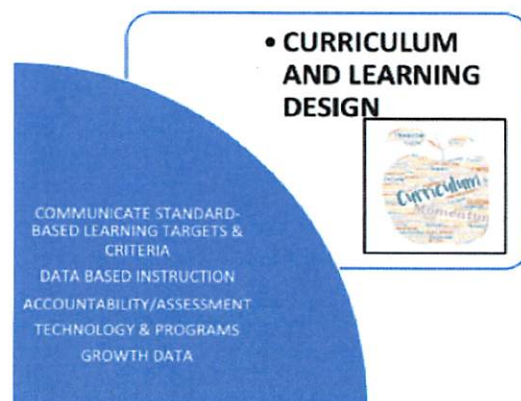 • CURRICULUM
AND LEARNING
DESIGN
Curriculum
Momentum
COMMUNICATE STANDARD-
BASED LEARNING TARGETS &
CRITERIA
DATA BASED INSTRUCTION
ACCOUNTABILITY/ASSESSMENT
TECHNOLOGY & PROGRAMS
GROWTH DATA